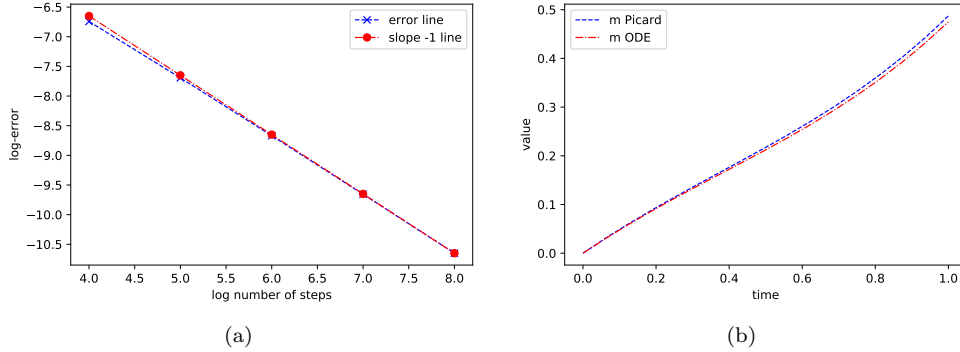 −6.5
−7.0
−7.5
−8.0
−8.5
−9.0
−9.5
−10.0
−10.5
log-error
4.0 4.5 5.0 5.5 6.0 6.5 7.0 7.5 8.0
log number of steps
error line
slope -1 line
(a)
0.5
0.4
0.3
0.2
0.1
0.0
value
0.0 0.2 0.4 0.6 0.8 1.0
time
m Picard
m ODE
(b)